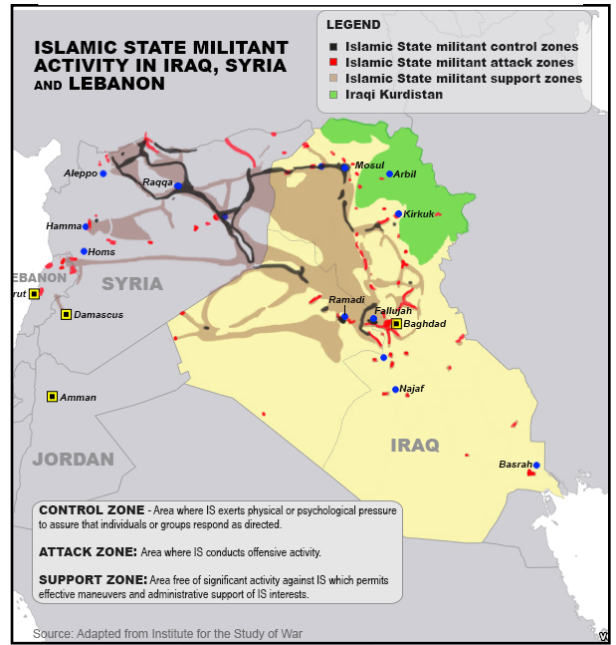 ISLAMIC STATE MILITANT
ACTIVITY IN IRAQ, SYRIA
AND LEBANON
LEGEND
Islamic State militant control zones
Islamic State militant attack zones
Islamic State militant support zones
Iraqi Kurdistan
Aleppo
Raqqa
Mosul
Arbil
Kirkuk
Hamma
Homs
EBANON
SYRIA
rut
Damascus
Ramadi
Fallujah
Baghdad
Amman
Najaf
JORDAN
IRAQ
Basrah
CONTROL ZONE - Area where IS exerts physical or psychological pressure
to assure that individuals or groups respond as directed.
ATTACK ZONE: Area where IS conducts offensive activity.
SUPPORT ZONE: Area free of significant activity against IS which permits
effective maneuvers and administrative support of IS interests.
Source: Adapted from Institute for the Study of War